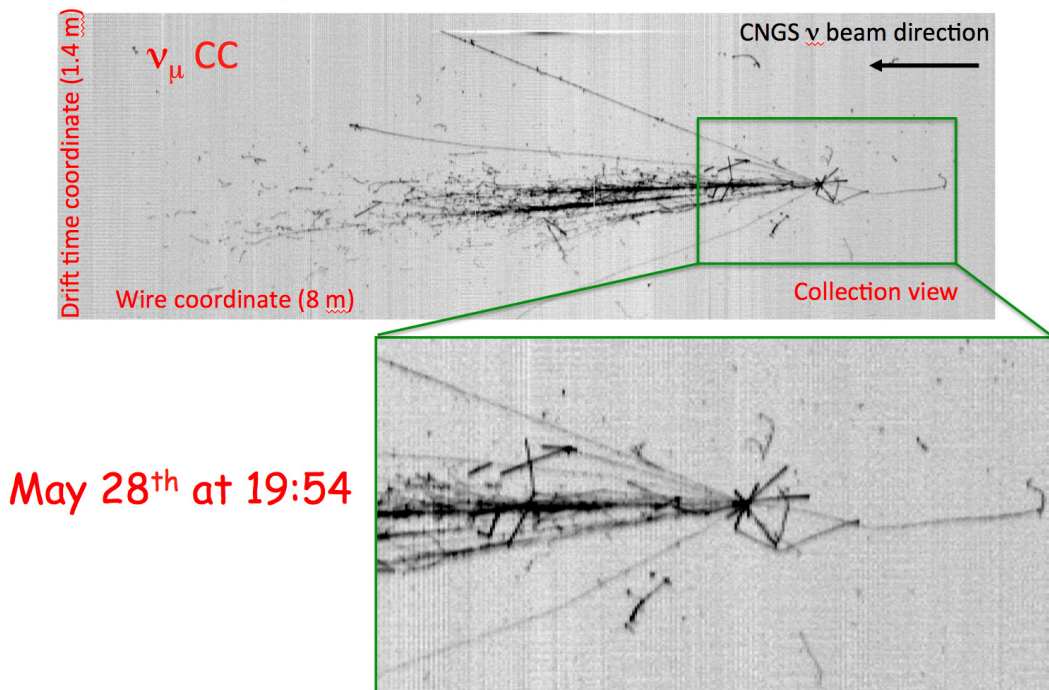 Drift time coordinate (1.4 m)
νμ CC
CNGS ν beam direction
Wire coordinate (8 m)
Collection view
May 28th at 19:54